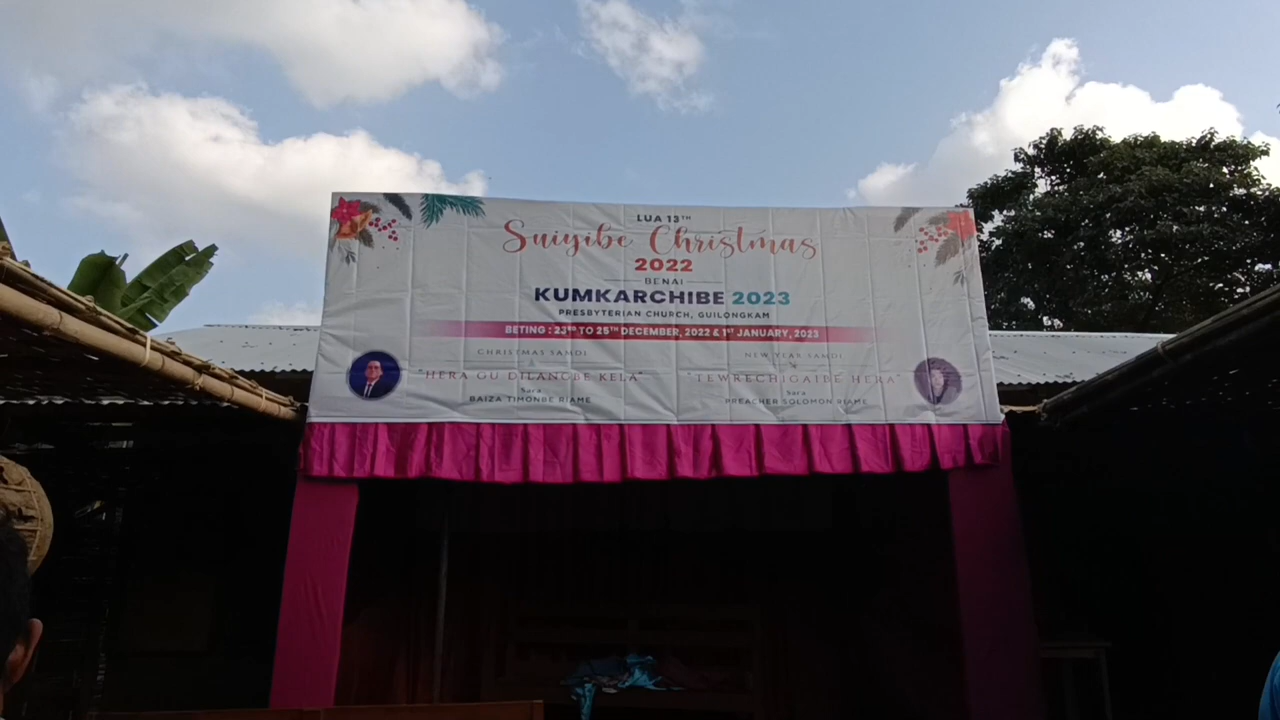 LUA 13TH
Suiyibe Christmas
2022
BENAI
KUMKARCHIBE 2023
PRESBYTERIAN CHURCH, GUILONGKAM
BETING : 23RD TO 25TH DECEMBER, 2022 & 1ST JANUARY, 2023
CHRISTMAS SAMDI
"HERA GU DILANGBE KELA"
Sara
BAIZA TIMONBE RIAME
NEW YEAR SAMDI
"TEWRECHIGAIBE HERA"
Sara
PREACHER SOLOMON RIAME